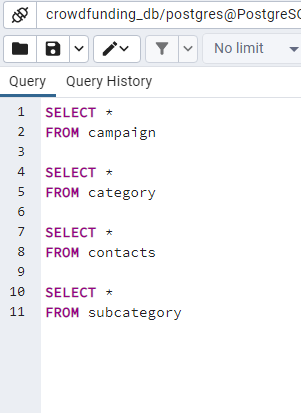 crowdfunding_db/postgres@PostgreSQ
No limit
Query Query History
1 SELECT *
2 FROM campaign
3
4 SELECT *
5 FROM category
6
7 SELECT *
8 FROM contacts
9
10 SELECT *
11 FROM subcategory